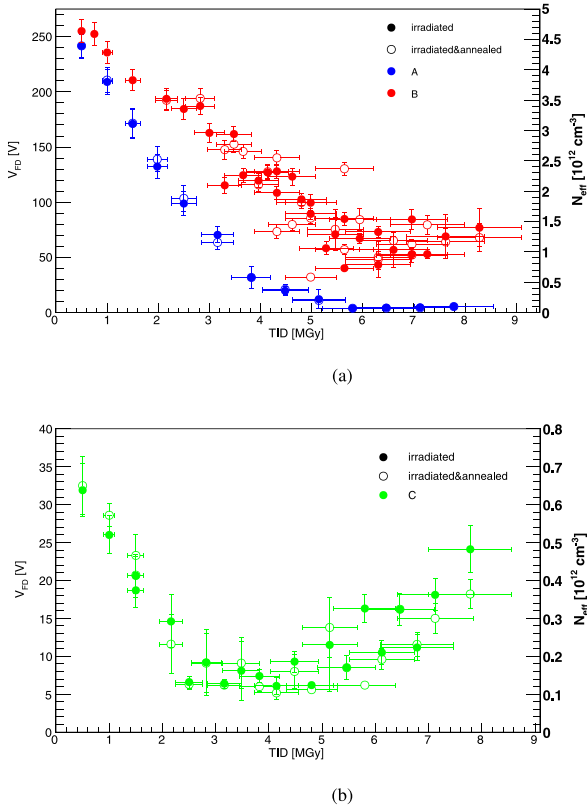 irradiated
irradiated&annealed
A
B
V_FD [V]
N_eff [10^12 cm^-3]
250
200
150
100
50
0
5
4.5
4
3.5
3
2.5
2
1.5
1
0.5
0
0 1 2 3 4 5 6 7 8 9
TID [MGy]
(a)
irradiated
irradiated&annealed
C
V_FD [V]
N_eff [10^12 cm^-3]
40
35
30
25
20
15
10
5
0
0.8
0.7
0.6
0.5
0.4
0.3
0.2
0.1
0
0 1 2 3 4 5 6 7 8 9
TID [MGy]
(b)